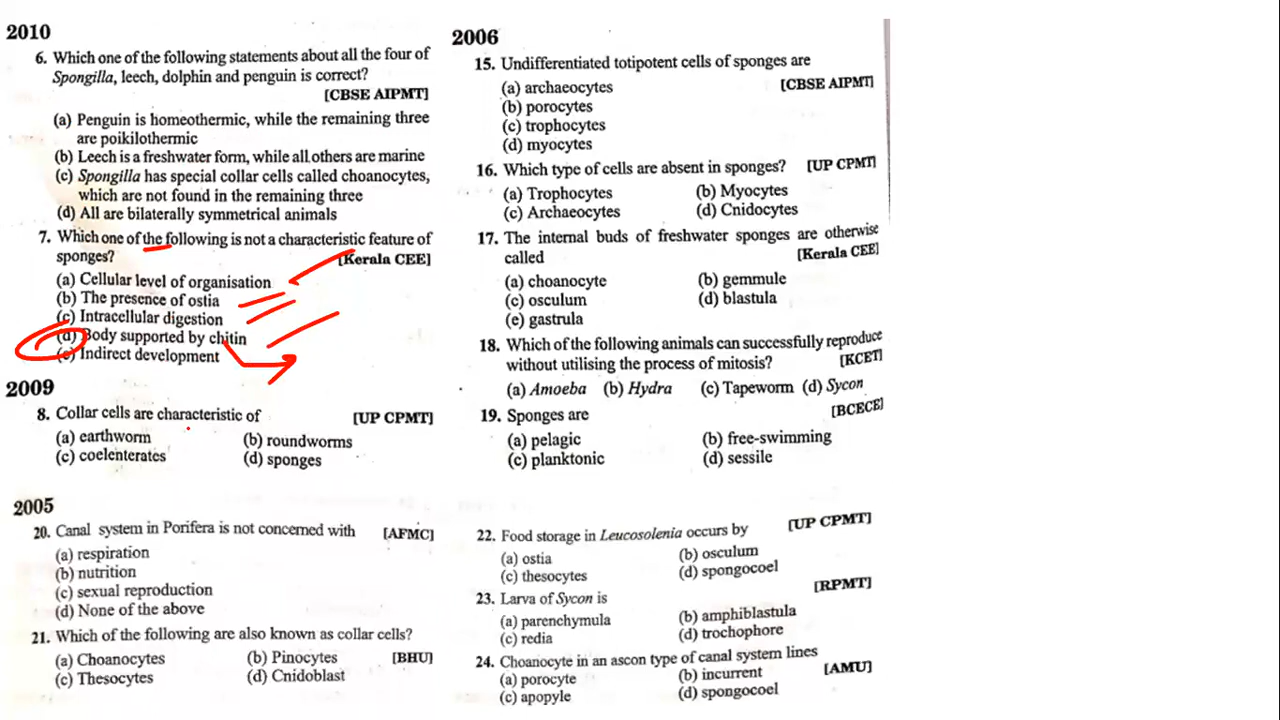 2010
6. Which one of the following statements about all the four of
Spongilla, leech, dolphin and penguin is correct?
[CBSE AIPMT]
(a) Penguin is homeothermic, while the remaining three
are poikilothermic
(b) Leech is a freshwater form, while all others are marine
(c) Spongilla has special collar cells called choanocytes,
which are not found in the remaining three
(d) All are bilaterally symmetrical animals
7. Which one of the following is not a characteristic feature of
sponges? [Kerala CEE]
(a) Cellular level of organisation
(b) The presence of ostia
(c) Intracellular digestion
(d) Body supported by chitin
(e) Indirect development
2009
8. Collar cells are characteristic of [UP CPMT]
(a) earthworm (b) roundworms
(c) coelenterates (d) sponges
2006
15. Undifferentiated totipotent cells of sponges are
(a) archaeocytes [CBSE AIPMT]
(b) porocytes
(c) trophocytes
(d) myocytes
16. Which type of cells are absent in sponges? [UP CPMT]
(a) Trophocytes (b) Myocytes
(c) Archaeocytes (d) Cnidocytes
17. The internal buds of freshwater sponges are otherwise
called [Kerala CEE]
(a) choanocyte (b) gemmule
(c) osculum (d) blastula
(e) gastrula
18. Which of the following animals can successfully reproduce
without utilising the process of mitosis? [KCET]
(a) Amoeba (b) Hydra (c) Tapeworm (d) Sycon
19. Sponges are [BCECE]
(a) pelagic (b) free-swimming
(c) planktonic (d) sessile
2005
20. Canal system in Porifera is not concerned with [AFMC]
(a) respiration
(b) nutrition
(c) sexual reproduction
(d) None of the above
21. Which of the following are also known as collar cells?
(a) Choanocytes (b) Pinocytes [BHU]
(c) Thesocytes (d) Cnidoblast
22. Food storage in Leucosolenia occurs by [UP CPMT]
(a) ostia (b) osculum
(c) thesocytes (d) spongocoel
23. Larva of Sycon is [RPMT]
(a) parenchymula (b) amphiblastula
(c) redia (d) trochophore
24. Choanocyte in an ascon type of canal system lines
(a) porocyte (b) incurrent [AMU]
(c) apopyle (d) spongocoel